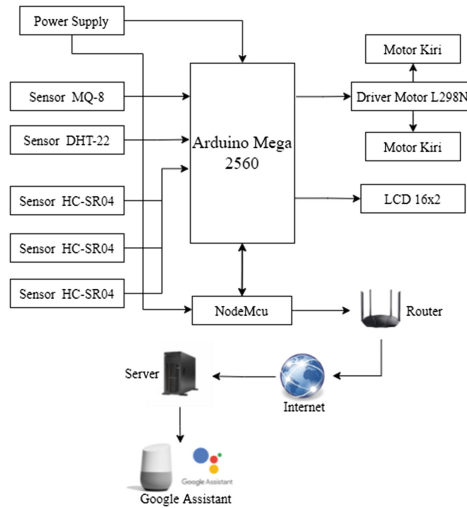 Power Supply
Motor Kiri
Sensor MQ-8
Driver Motor L298N
Sensor DHT-22
Arduino Mega
2560
Motor Kiri
Sensor HC-SR04
LCD 16x2
Sensor HC-SR04
Sensor HC-SR04
NodeMcu
Router
Server
Internet
Google Assistant
Google Assistant